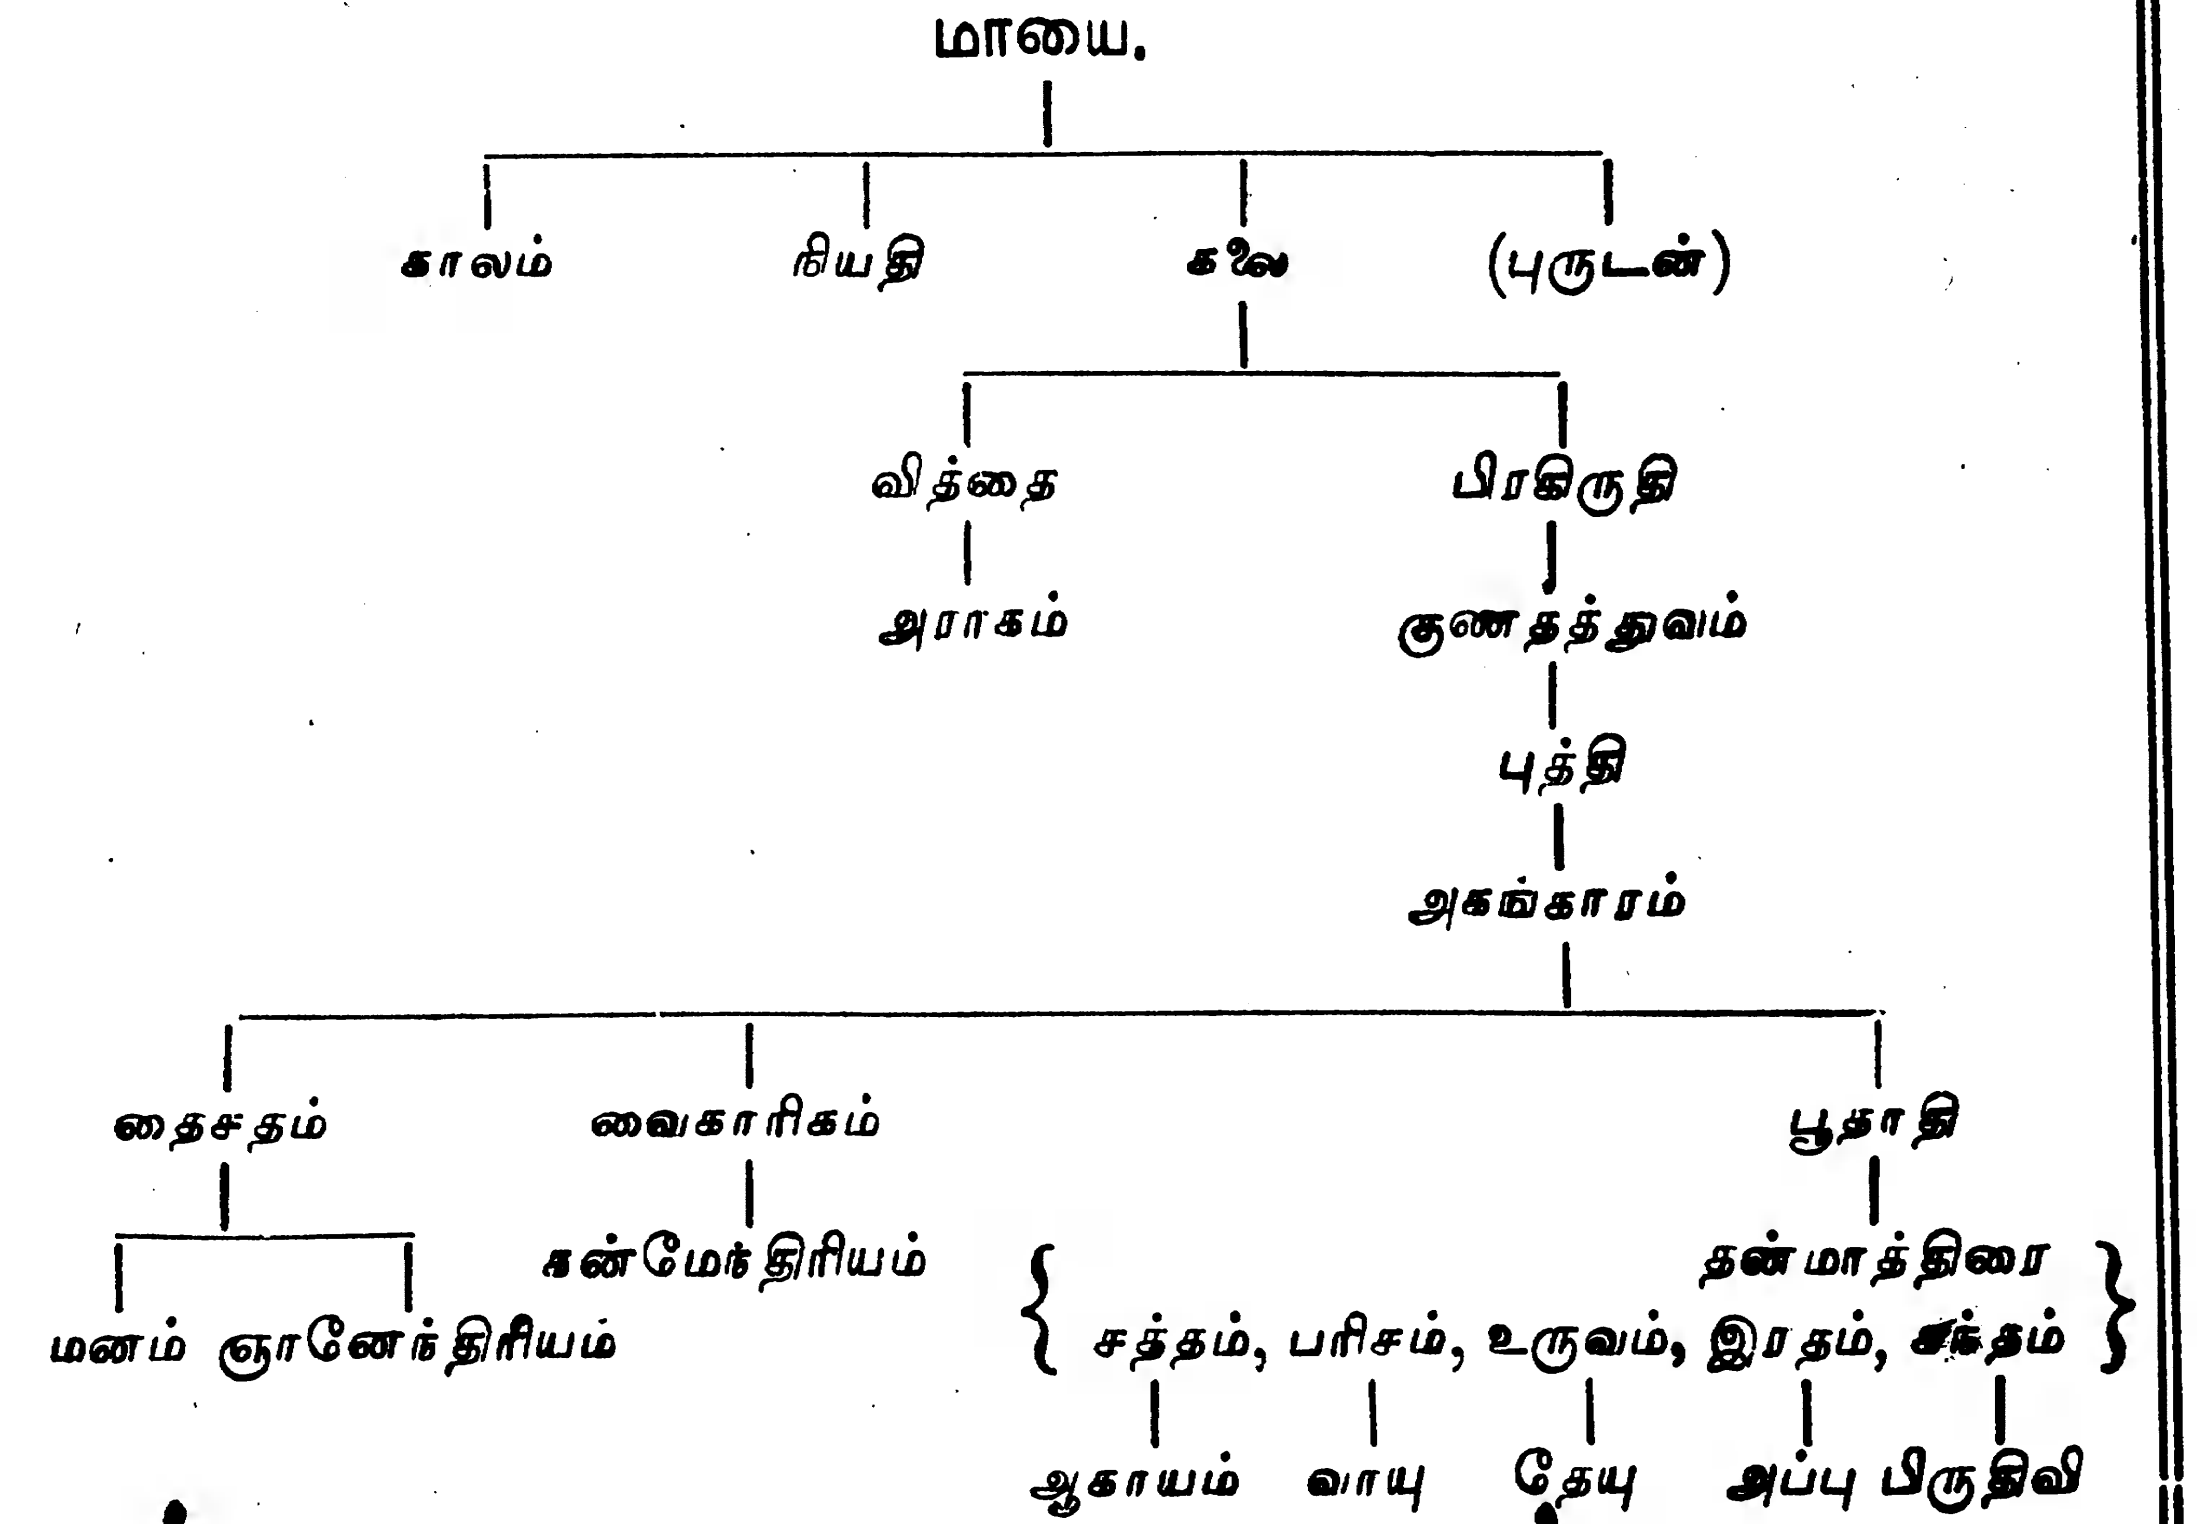 மாயை.
காலம் நியதி கலை (புருடன்)
வித்தை பிரகிருதி
அராகம் குணதத்துவம்
புத்தி
அகங்காரம்
தைசதம் வைகாரிகம் பூதாதி
கன்மேந்திரியம் { தன்மாத்திரை }
மனம் ஞானேந்திரியம் சத்தம், பரிசம், உருவம், இரதம், கந்தம்
ஆகாயம் வாயு தேயு அப்பு பிருதிவி